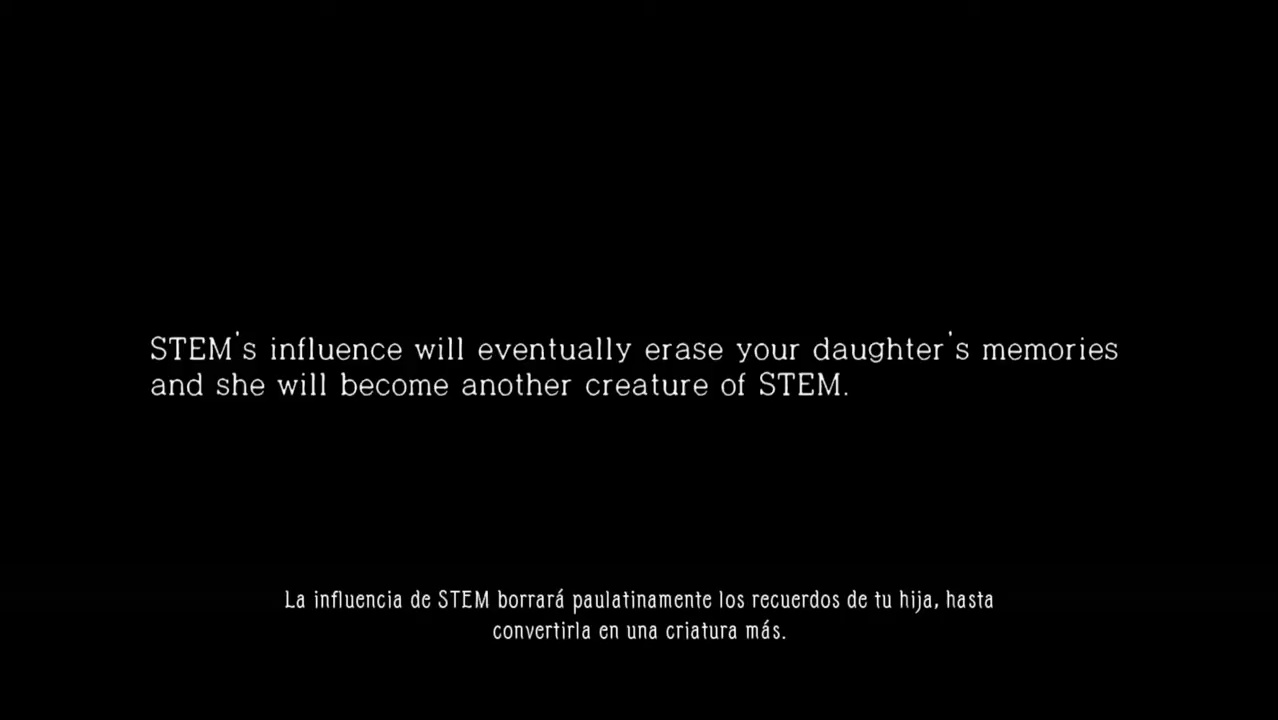 STEM's influence will eventually erase your daughter's memories
and she will become another creature of STEM.
La influencia de STEM borrará paulatinamente los recuerdos de tu hija, hasta
convertirla en una criatura más.